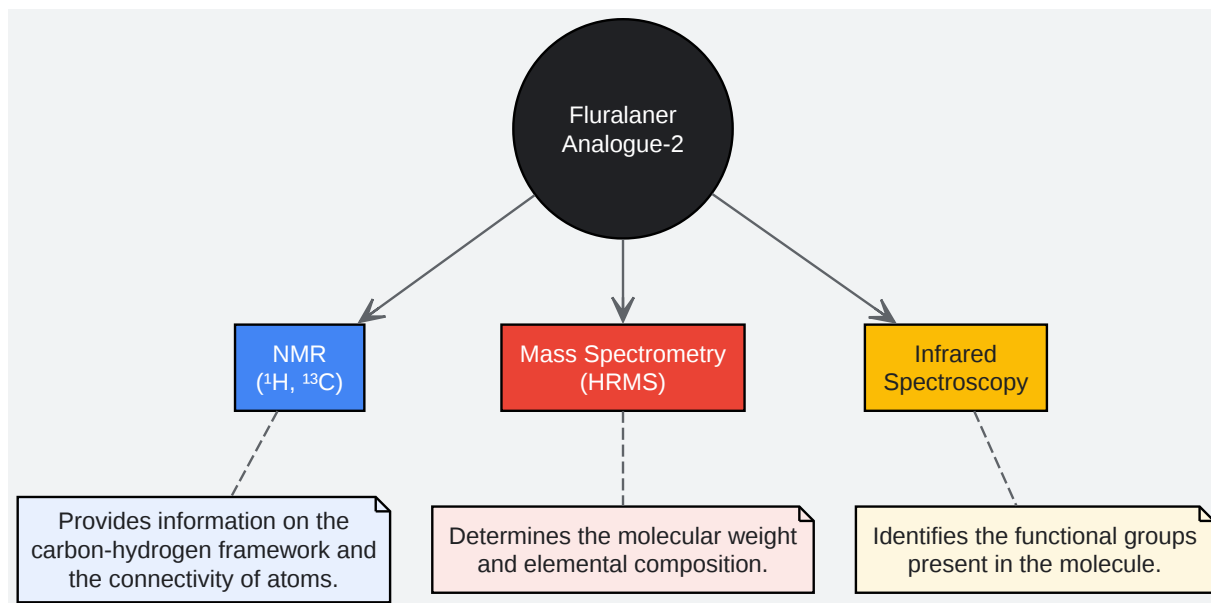 Fluralaner
Analogue-2
NMR
(¹H, ¹³C)
Mass Spectrometry
(HRMS)
Infrared
Spectroscopy
Provides information on the
carbon-hydrogen framework and
the connectivity of atoms.
Determines the molecular weight
and elemental composition.
Identifies the functional groups
present in the molecule.